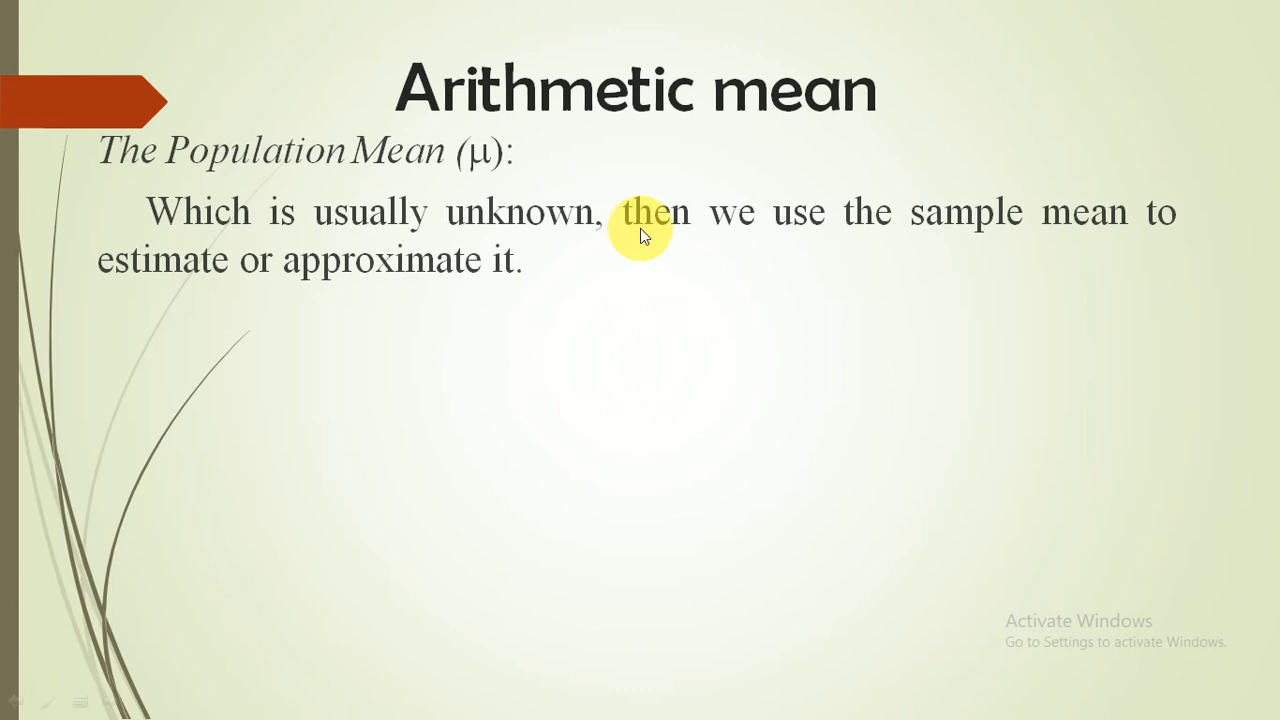 Arithmetic mean
The Population Mean (μ):
Which is usually unknown, then we use the sample mean to
estimate or approximate it.
Activate Windows
Go to Settings to activate Windows.